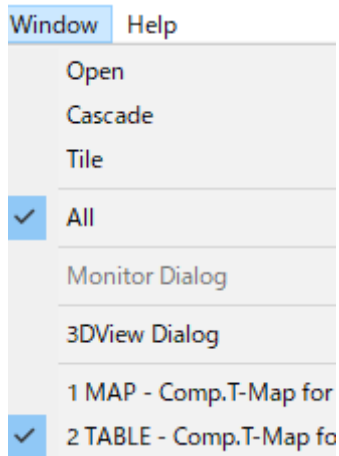 Window Help
Open
Cascade
Tile
All
Monitor Dialog
3DView Dialog
1 MAP - Comp.T-Map for
2 TABLE - Comp.T-Map fo